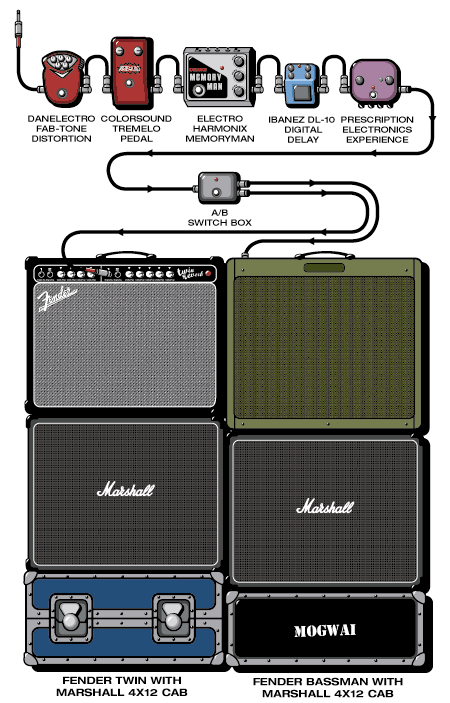 DANELECTRO
FAB-TONE
DISTORTION
COLORSOUND
TREMELO
PEDAL
MEMORY
MAN
ELECTRO
HARMONIX
MEMORYMAN
IBANEZ DL-10
DIGITAL
DELAY
PRESCRIPTION
ELECTRONICS
EXPERIENCE
A/B
SWITCH BOX
Twin
Reverb
Fender
Marshall
Marshall
MOGWAI
FENDER TWIN WITH
MARSHALL 4X12 CAB
FENDER BASSMAN WITH
MARSHALL 4X12 CAB